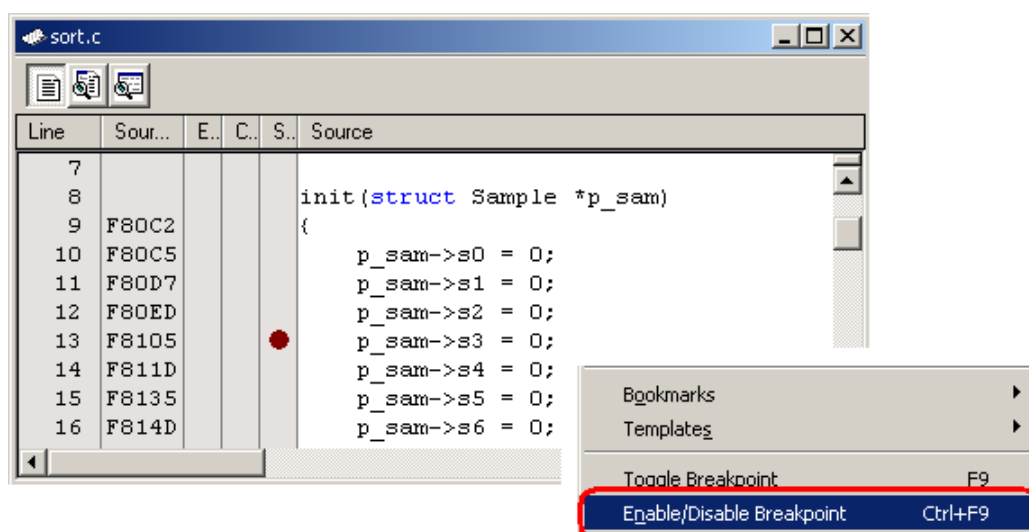 sort.c
Line Sour... E.. C.. S.. Source
7
8 init(struct Sample *p_sam)
9 F80C2 {
10 F80C5 p_sam->s0 = 0;
11 F80D7 p_sam->s1 = 0;
12 F80ED p_sam->s2 = 0;
13 F8105 p_sam->s3 = 0;
14 F811D p_sam->s4 = 0;
15 F8135 p_sam->s5 = 0;
16 F814D p_sam->s6 = 0;
Bookmarks
Templates
Toggle Breakpoint F9
Enable/Disable Breakpoint Ctrl+F9